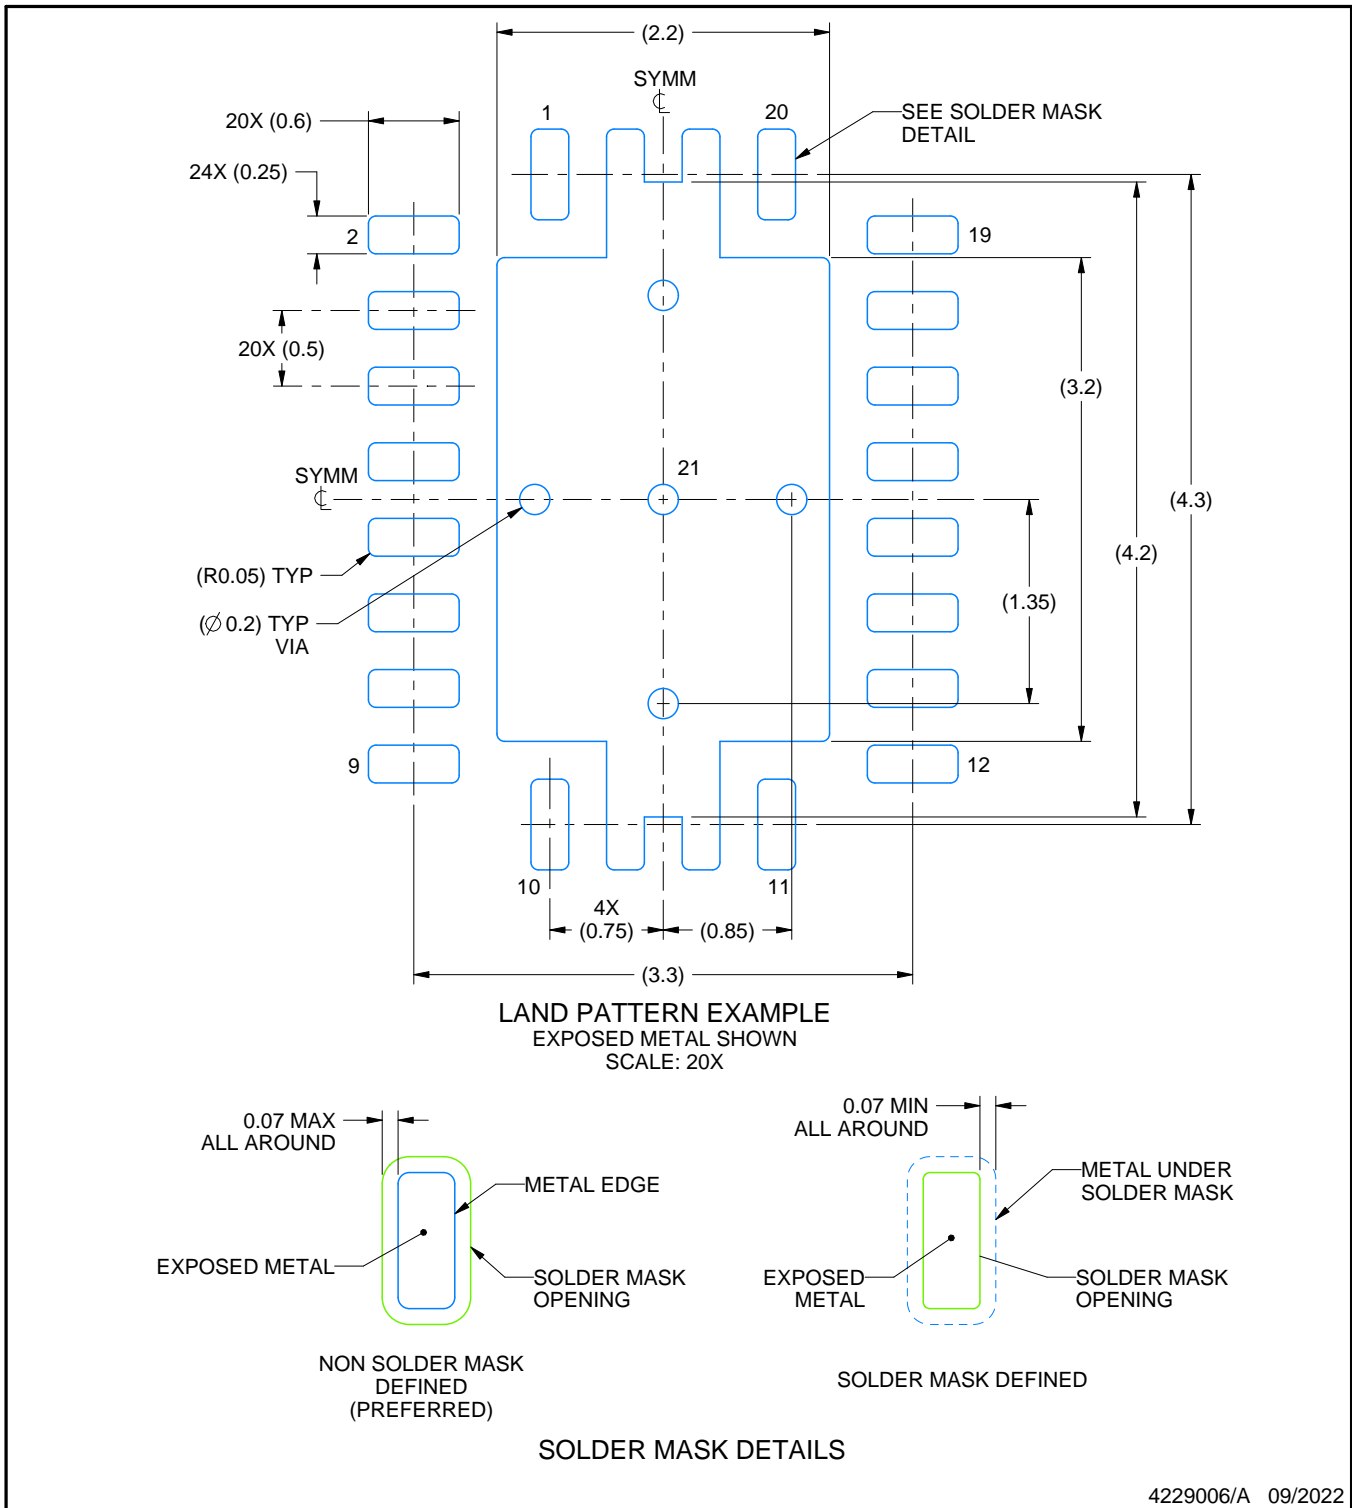 (2.2)
SYMM
℄
1
20
SEE SOLDER MASK
DETAIL
20X (0.6)
24X (0.25)
2
19
20X (0.5)
(3.2)
SYMM
℄
21
(4.3)
(4.2)
(R0.05) TYP
(1.35)
(∅ 0.2) TYP
VIA
9
12
10
11
4X
(0.75)
(0.85)
(3.3)
LAND PATTERN EXAMPLE
EXPOSED METAL SHOWN
SCALE: 20X
0.07 MAX
ALL AROUND
METAL EDGE
EXPOSED METAL
SOLDER MASK
OPENING
NON SOLDER MASK
DEFINED
(PREFERRED)
0.07 MIN
ALL AROUND
METAL UNDER
SOLDER MASK
EXPOSED
METAL
SOLDER MASK
OPENING
SOLDER MASK DEFINED
SOLDER MASK DETAILS
4229006/A 09/2022